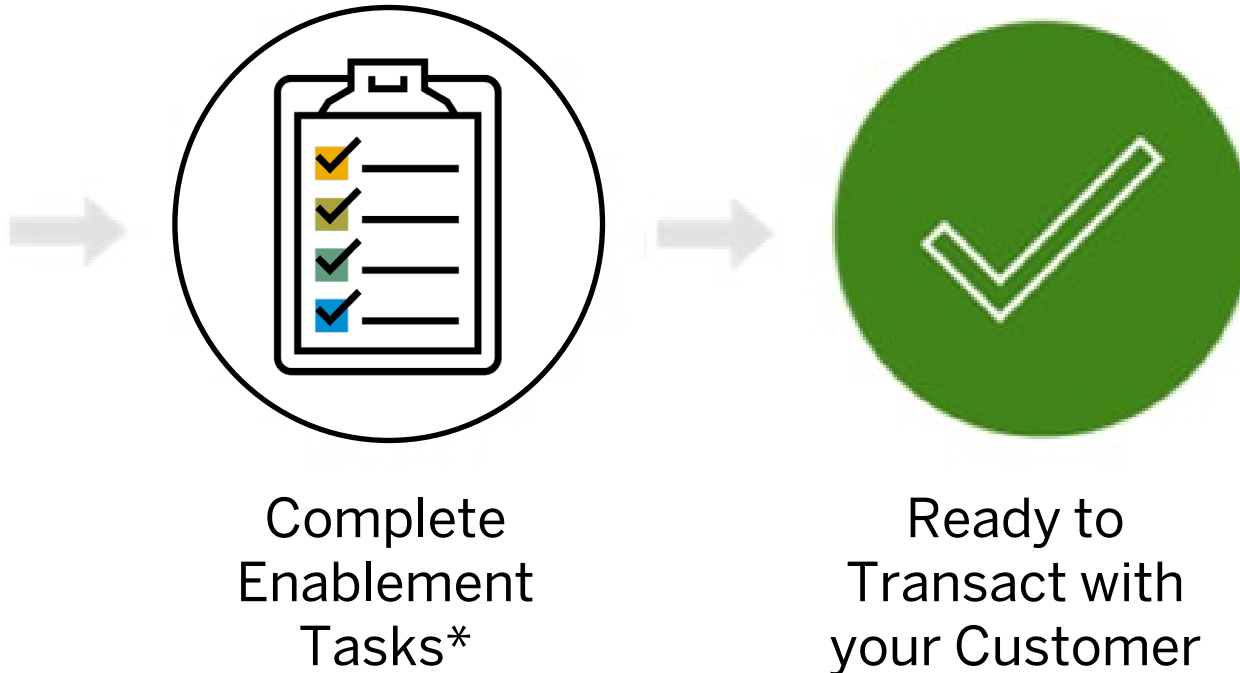 Complete
Enablement
Tasks*
Ready to
Transact with
your Customer